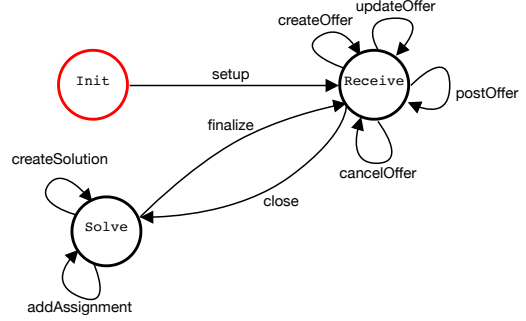 updateOffer
createOffer
Init
setup
Receive
postOffer
finalize
cancelOffer
createSolution
close
Solve
addAssignment